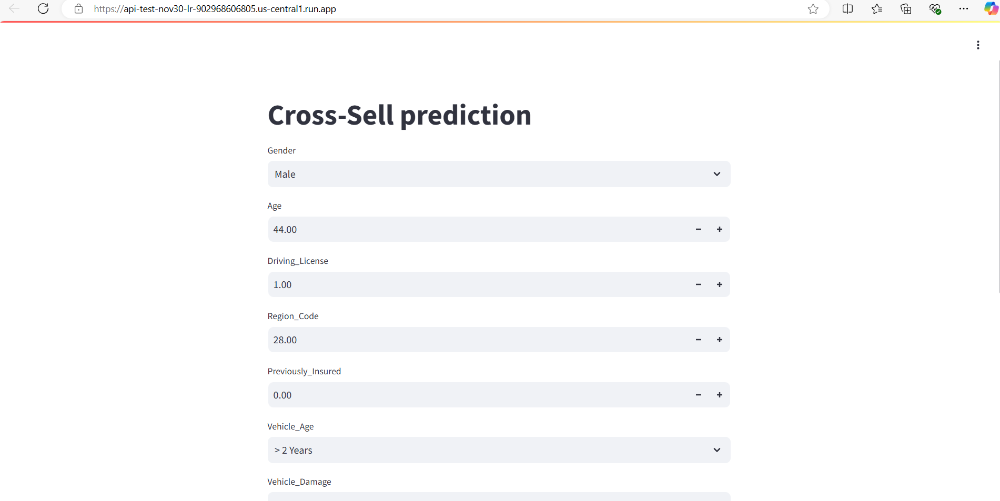 https://api-test-nov30-lr-902968606805.us-central1.run.app
Cross-Sell prediction
Gender
Male
Age
44.00
Driving_License
1.00
Region_Code
28.00
Previously_Insured
0.00
Vehicle_Age
> 2 Years
Vehicle_Damage